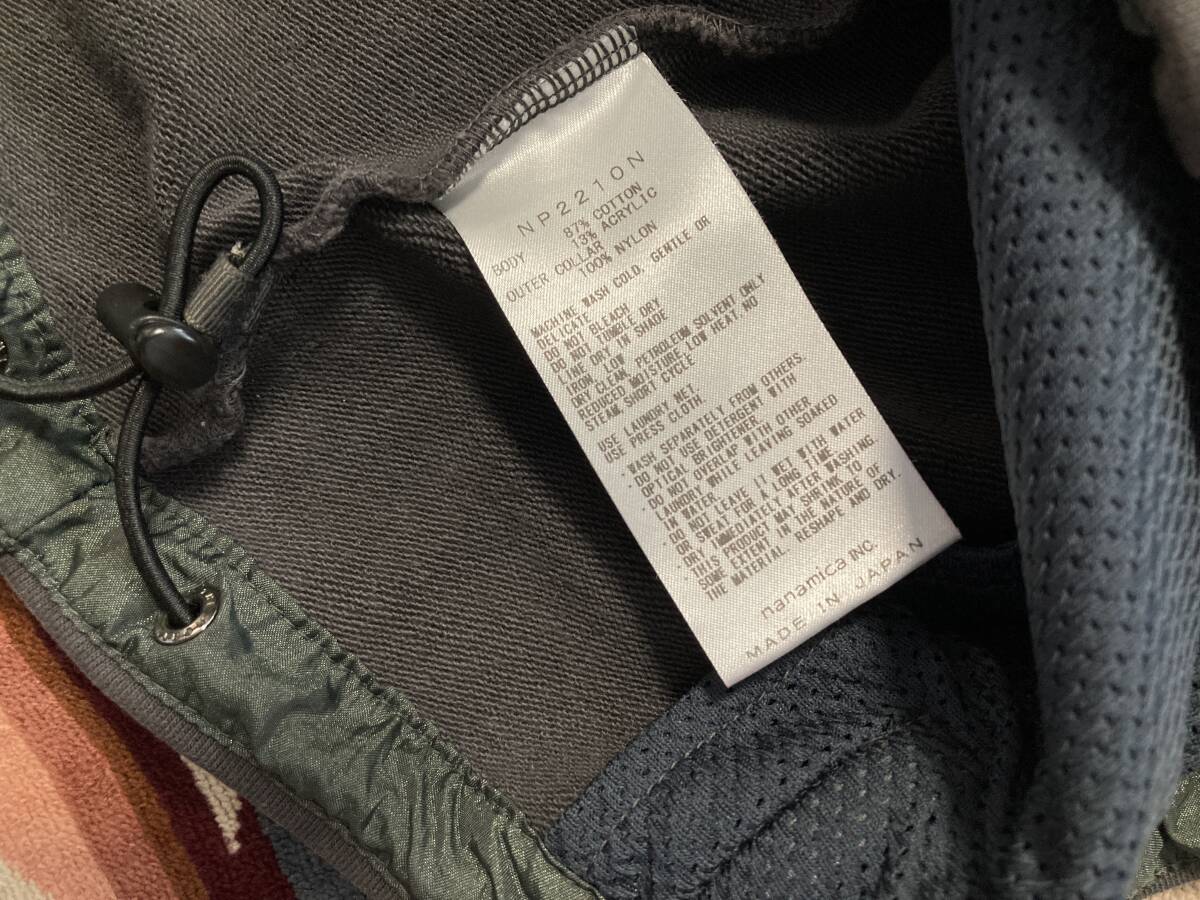 NP2210N
BODY 87% COTTON
13% ACRYLIC
OUTER COLLAR
100% NYLON
MACHINE WASH COLD, GENTLE OR
DELICATE
DO NOT BLEACH
DO NOT TUMBLE DRY
LINE DRY IN SHADE
IRON LOW
DRY CLEAN, PETROLEUM SOLVENT ONLY
REDUCED MOISTURE, LOW HEAT, NO
STEAM, SHORT CYCLE
USE LAUNDRY NET.
USE PRESS CLOTH.
・WASH SEPARATELY FROM OTHERS.
・DO NOT USE DETERGENT WITH
OPTICAL BRIGHTENER.
・DO NOT OVERLAP WITH OTHER
LAUNDRY WHILE LEAVING SOAKED
IN WATER.
・DO NOT LEAVE IT WET WITH WATER
OR SWEAT FOR A LONG TIME.
・DRY IMMEDIATELY AFTER WASHING.
・THIS PRODUCT MAY SHRINK TO
SOME EXTENT IN THE NATURE OF
THE MATERIAL. RESHAPE AND DRY.
nanamica INC.
MADE IN JAPAN